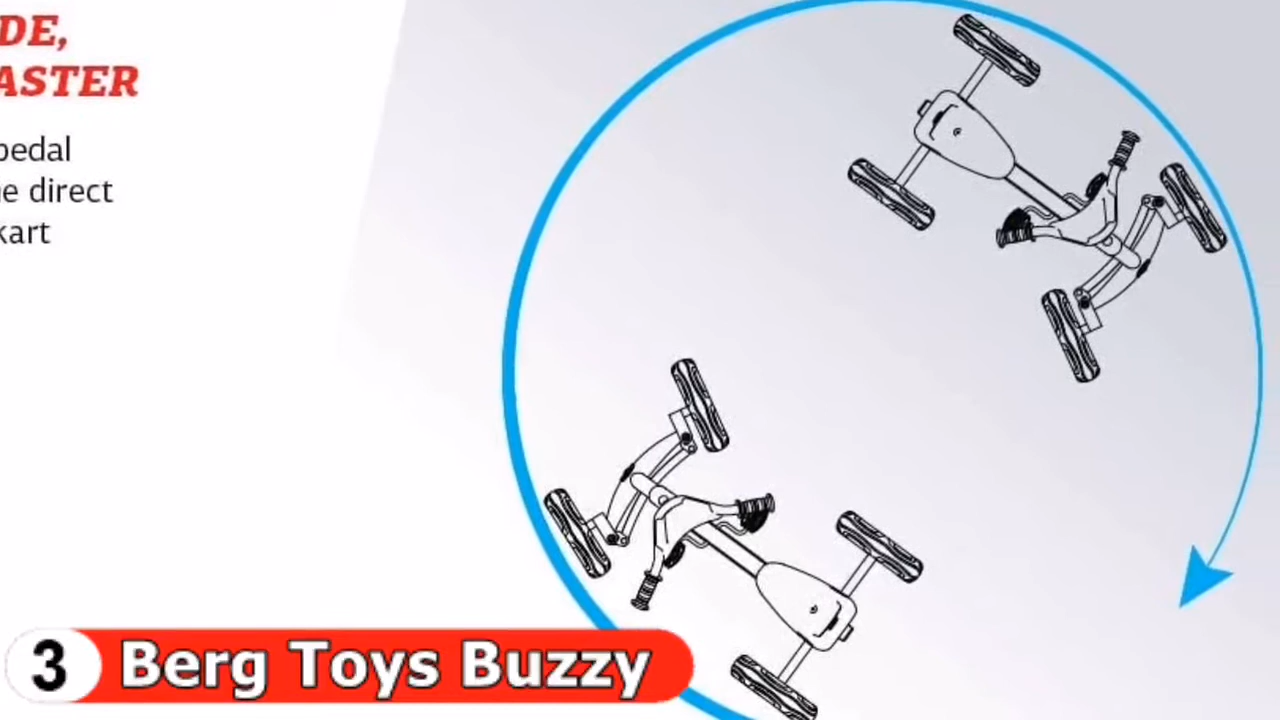 DE,
ASTER
pedal
e direct
kart
3 Berg Toys Buzzy